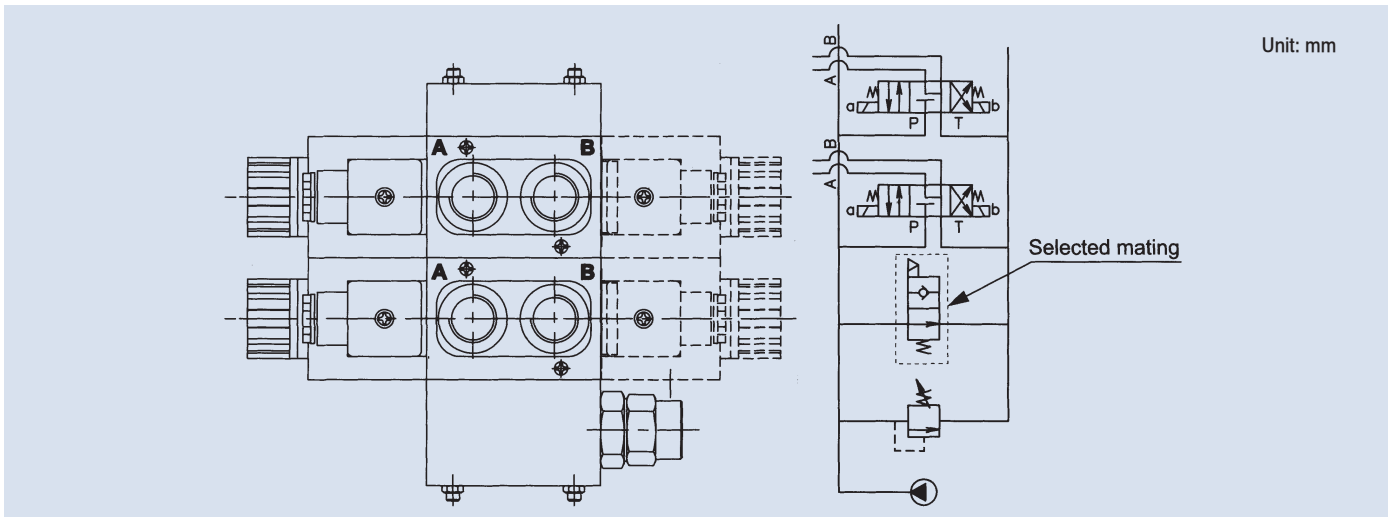 Unit: mm
A B
A B
B
A
a b
P T
B
A
a b
P T
Selected mating